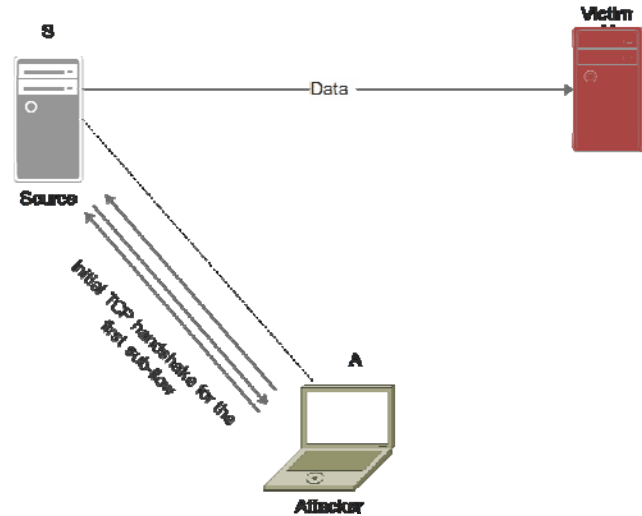 S
Victim
Data
Source
Initial TCP handshake for the
first sub-flow
A
Attacker